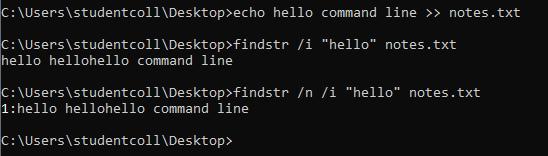 C:\Users\studentcoll\Desktop>echo hello command line >> notes.txt
C:\Users\studentcoll\Desktop>findstr /i "hello" notes.txt
hello hellohello command line
C:\Users\studentcoll\Desktop>findstr /n /i "hello" notes.txt
1:hello hellohello command line
C:\Users\studentcoll\Desktop>